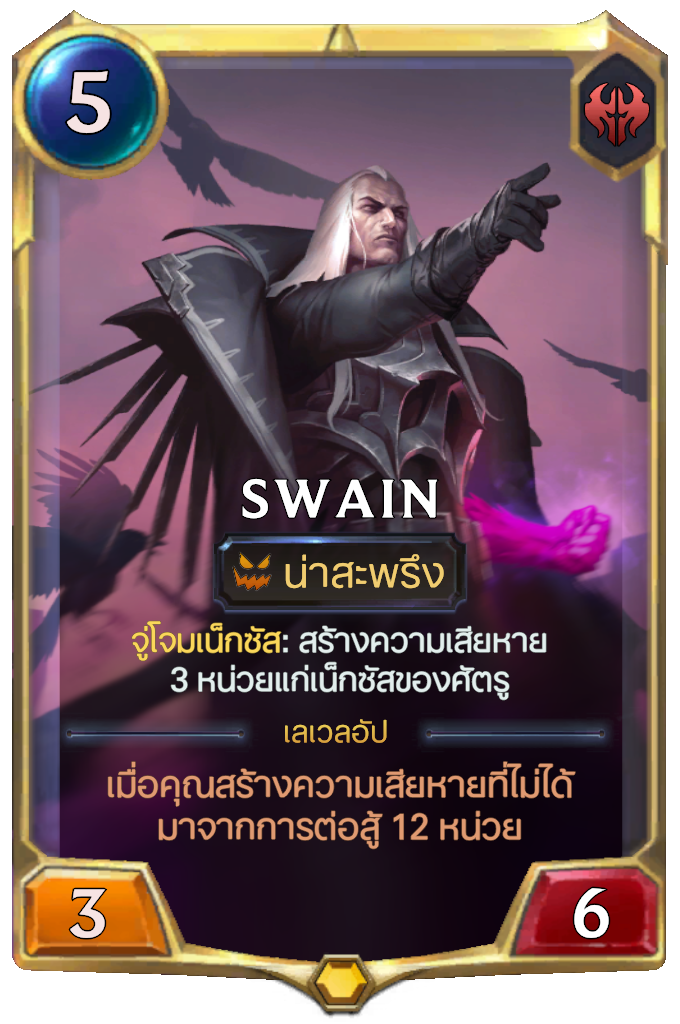 5
SWAIN
น่าสะพรึง
จู่โจมเน็กซัส: สร้างความเสียหาย
3 หน่วยแก่เน็กซัสของศัตรู
เลเวลอัป
เมื่อคุณสร้างความเสียหายที่ไม่ได้
มาจากการต่อสู้ 12 หน่วย
3
6